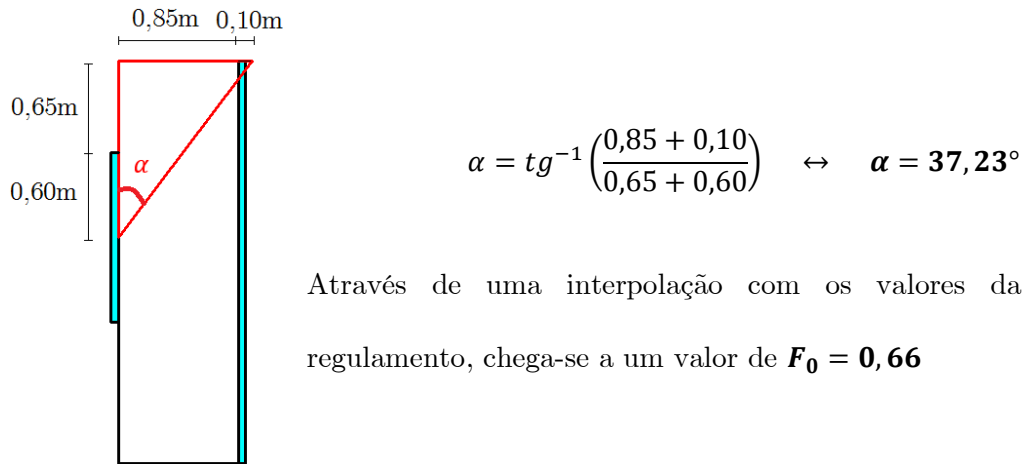 0,85m 0,10m
0,65m
α
0,60m
α = tg⁻¹((0,85 + 0,10)/(0,65 + 0,60)) ↔ α = 37,23°
Através de uma interpolação com os valores da
regulamento, chega-se a um valor de F₀ = 0,66